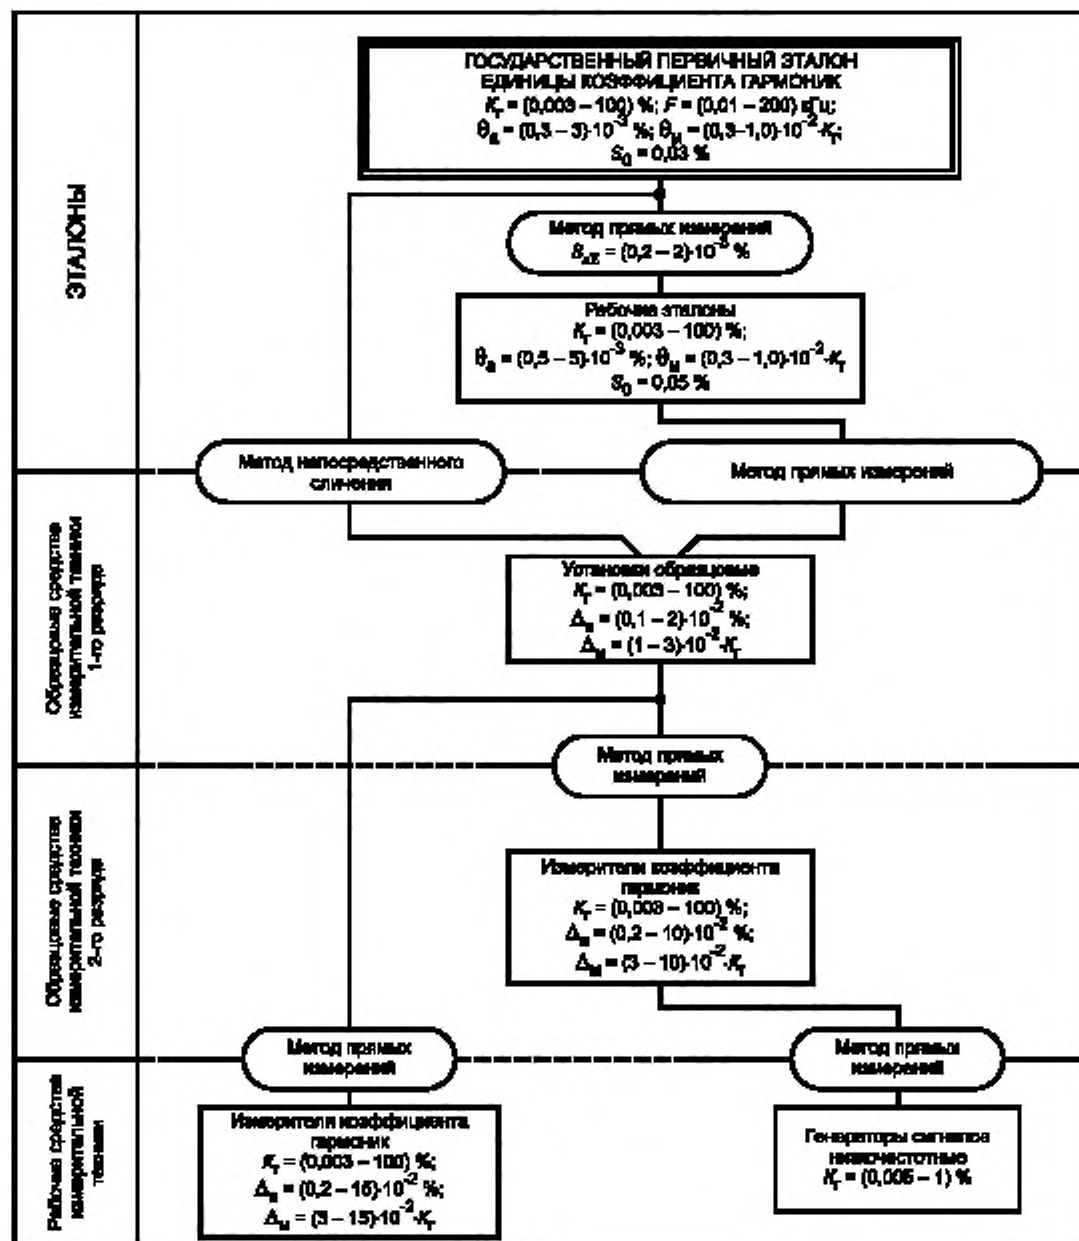 ГОСУДАРСТВЕННЫЙ ПЕРВИЧНЫЙ ЭТАЛОН
ЕДИНИЦЫ КОЭФФИЦИЕНТА ГАРМОНИК
Kг = (0,003 – 100) %; F = (0,01 – 200) кГц;
θа = (0,3 – 3)·10⁻³ %; θм = (0,3–1,0)·10⁻²·Kг;
S₀ = 0,03 %
ЭТАЛОНЫ
Метод прямых измерений
= (0,2 – 2)·10⁻³ %
Рабочие эталоны
Kг = (0,003 – 100) %;
θа = (0,5 – 5)·10⁻³ %; θм = (0,3 – 1,0)·10⁻²·Kг
S₀ = 0,05 %
Метод непосредственного
сличения
Метод прямых измерений
Образцовые средства
измерительной техники
1-го разряда
Установки образцовые
Kг = (0,003 – 100) %;
Δа = (0,1 – 2)·10⁻² %;
Δм = (1 – 3)·10⁻²·Kг
Метод прямых
измерений
Образцовые средства
измерительной техники
2-го разряда
Измерители коэффициента
гармоник
Kг = (0,003 – 100) %;
Δа = (0,2 – 10)·10⁻² %;
Δм = (3 – 10)·10⁻²·Kг
Метод прямых
измерений
Метод прямых
измерений
Рабочие средства
измерительной
техники
Измерители коэффициента
гармоник
Kг = (0,003 – 100) %;
Δа = (0,2 – 15)·10⁻² %;
Δм = (3 – 15)·10⁻²·Kг
Генераторы сигналов
низкочастотные
Kг = (0,005 – 1) %